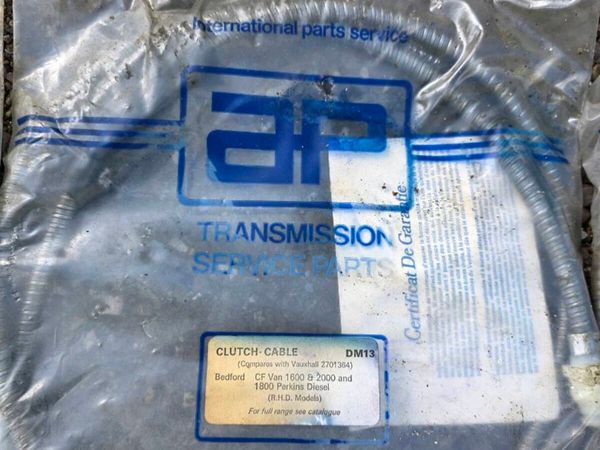 International parts service
ap
TRANSMISSION
SERVICE PARTS
Certificat De Garantie
CLUTCH-CABLE DM13
(Compares with Vauxhall 2701364)
Bedford CF Van 1600 & 2000 and
1800 Perkins Diesel
(R.H.D. Models)
For full range see catalogue